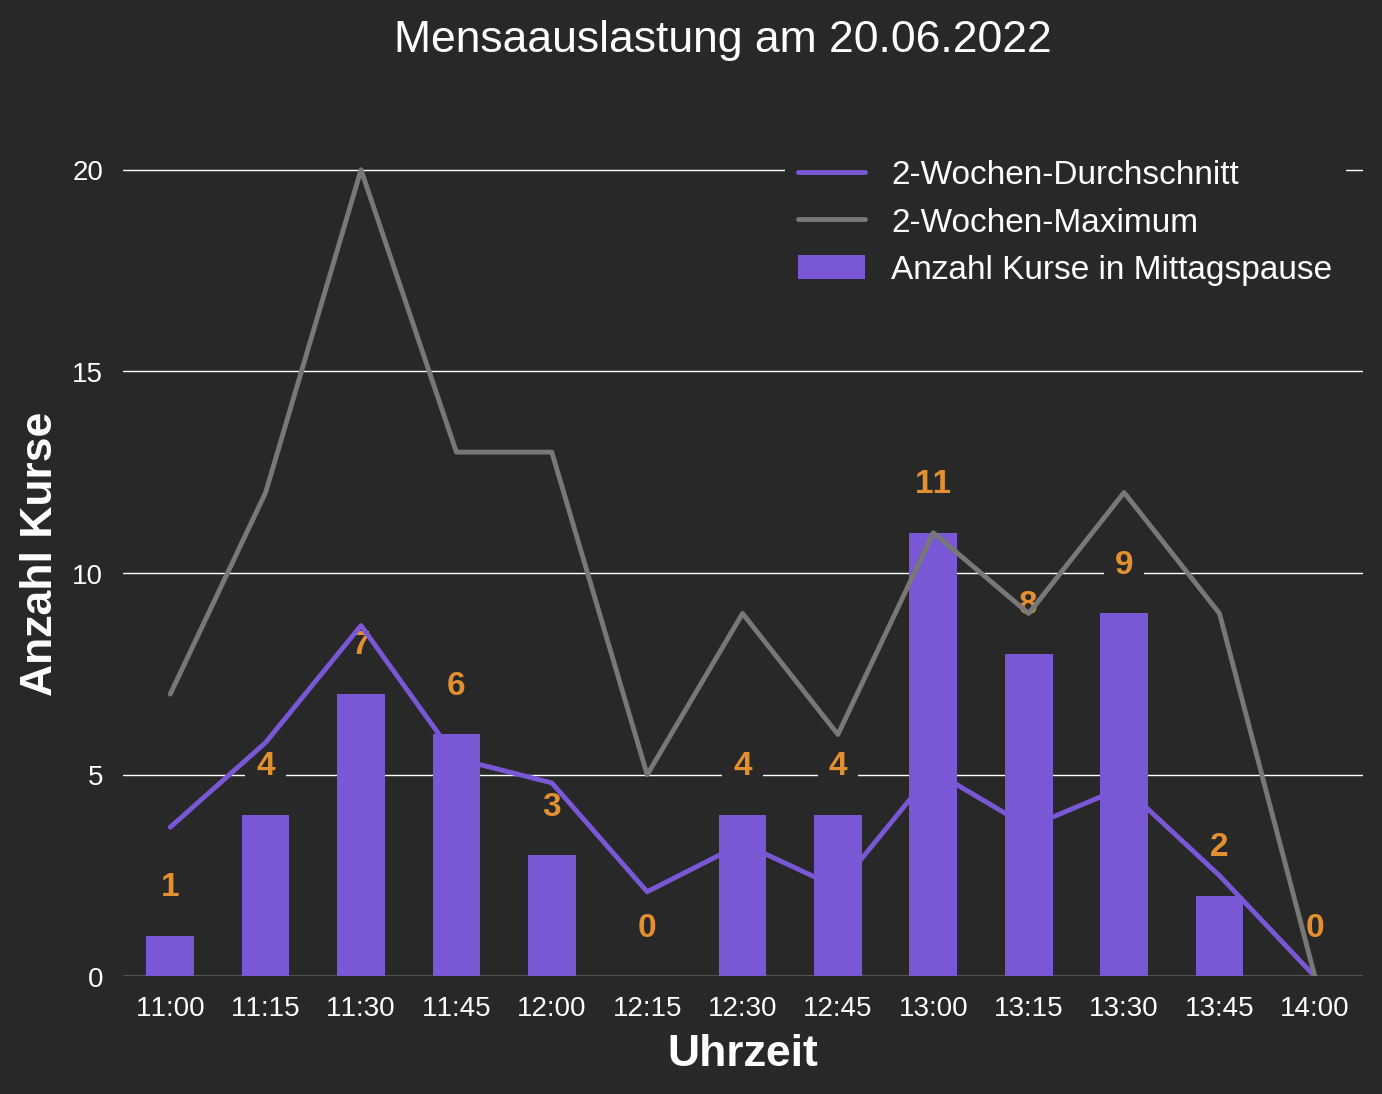 Mensaauslastung am 20.06.2022
2-Wochen-Durchschnitt
2-Wochen-Maximum
Anzahl Kurse in Mittagspause
Anzahl Kurse
20
15
10
5
0
1
4
7
6
3
0
4
4
11
8
9
2
0
11:00 11:15 11:30 11:45 12:00 12:15 12:30 12:45 13:00 13:15 13:30 13:45 14:00
Uhrzeit